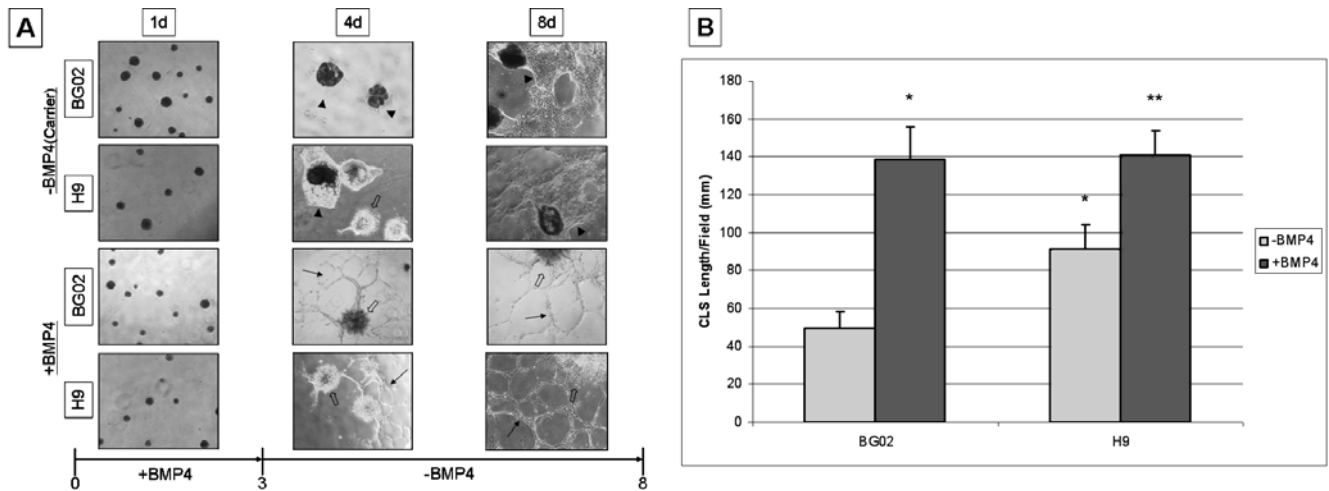 A
1d
4d
8d
-BMP4(Carrier)
BG02
H9
+BMP4
BG02
H9
+BMP4
-BMP4
0
3
8
B
CLS Length/Field (mm)
180
160
140
120
100
80
60
40
20
0
*
*
**
BG02
H9
-BMP4
+BMP4